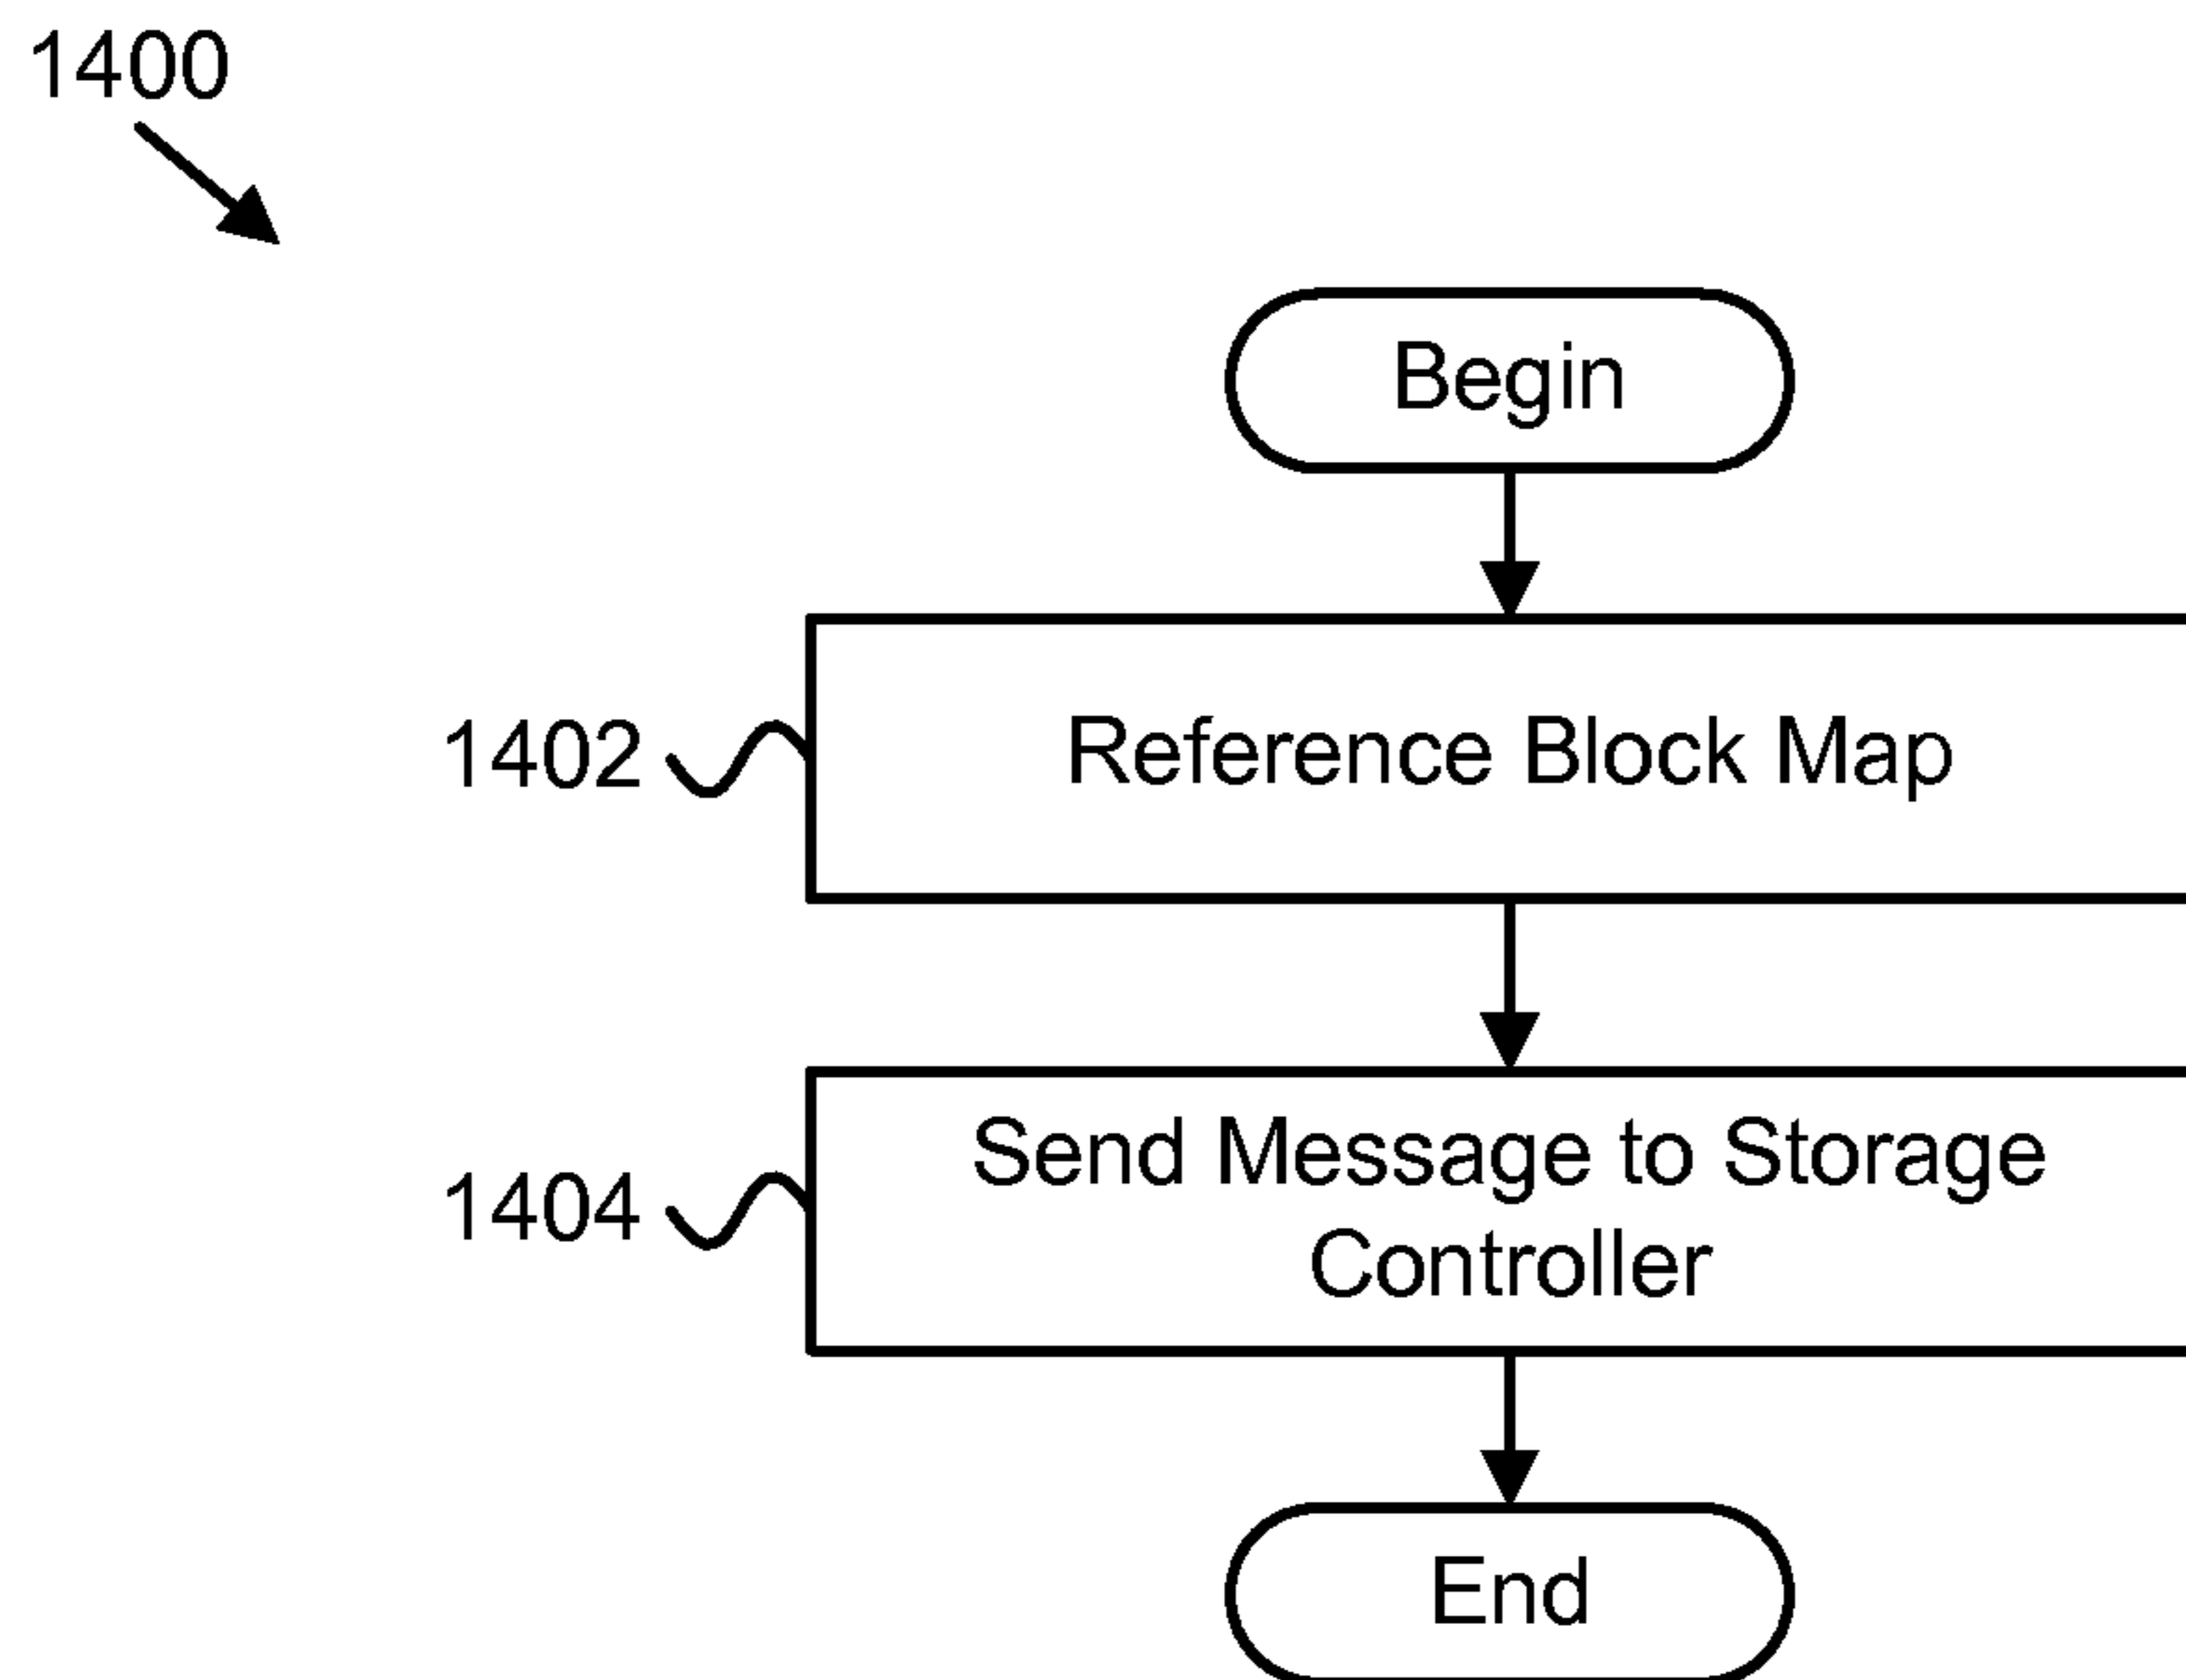 1400
Begin
1402
Reference Block Map
1404
Send Message to Storage
Controller
End